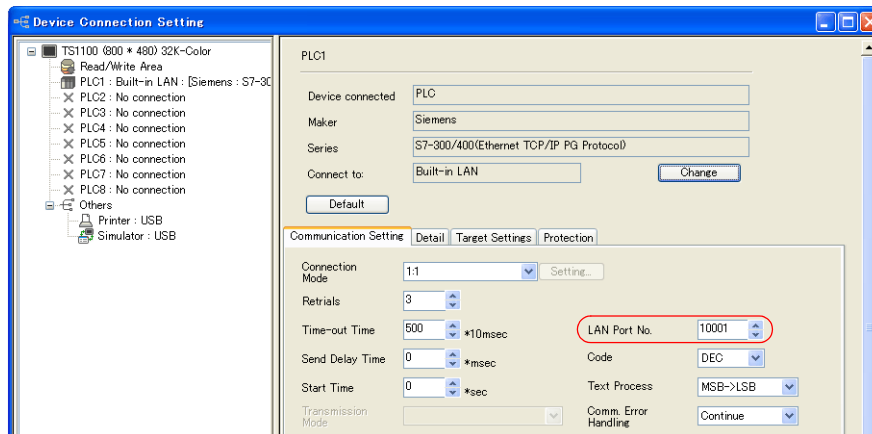 Device Connection Setting
TS1100 (800 * 480) 32K-Color
Read/Write Area
PLC1 : Built-in LAN : [Siemens : S7-30
PLC2 : No connection
PLC3 : No connection
PLC4 : No connection
PLC5 : No connection
PLC6 : No connection
PLC7 : No connection
PLC8 : No connection
Others
Printer : USB
Simulator : USB
PLC1
Device connected PLC
Maker Siemens
Series S7-300/400(Ethernet TCP/IP PG Protocol)
Connect to: Built-in LAN Change
Default
Communication Setting Detail Target Settings Protection
Connection Mode 1:1 Setting...
Retrials 3
Time-out Time 500 *10msec LAN Port No. 10001
Send Delay Time 0 *msec Code DEC
Start Time 0 *sec Text Process MSB->LSB
Transmission Mode Comm. Error Handling Continue